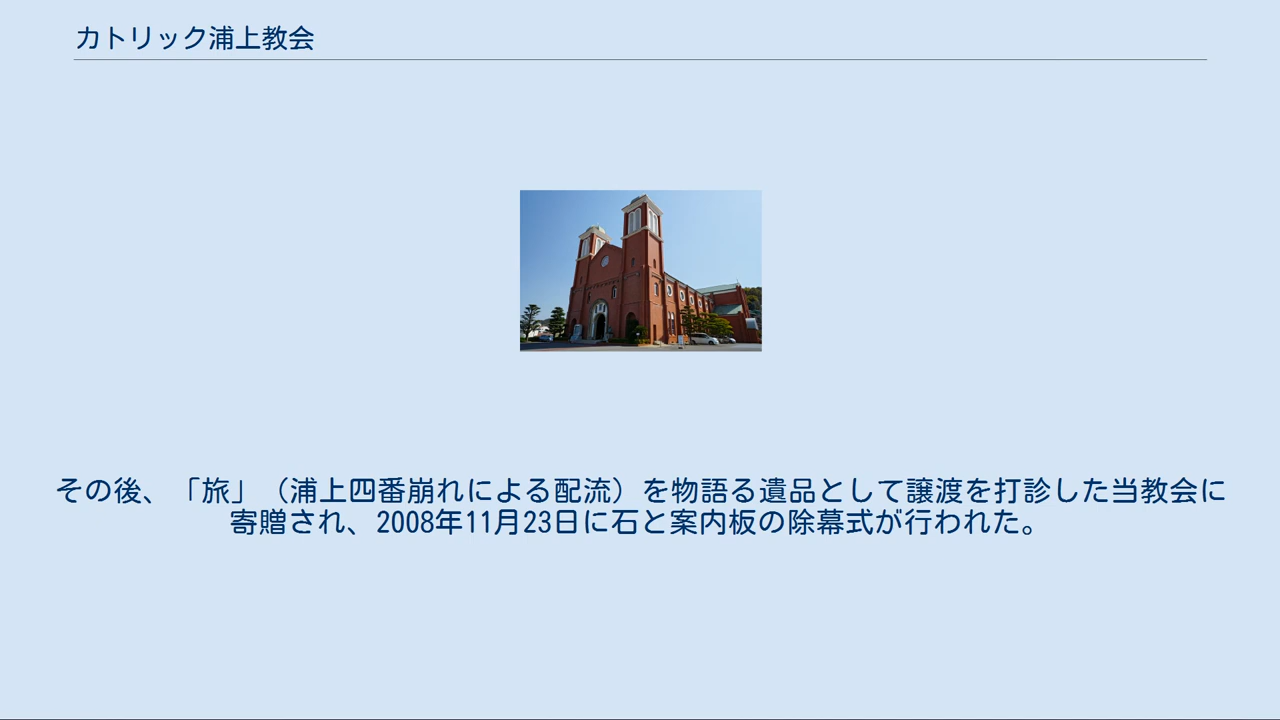 カトリック浦上教会
その後、「旅」（浦上四番崩れによる配流）を物語る遺品として譲渡を打診した当教会に
寄贈され、2008年11月23日に石と案内板の除幕式が行われた。